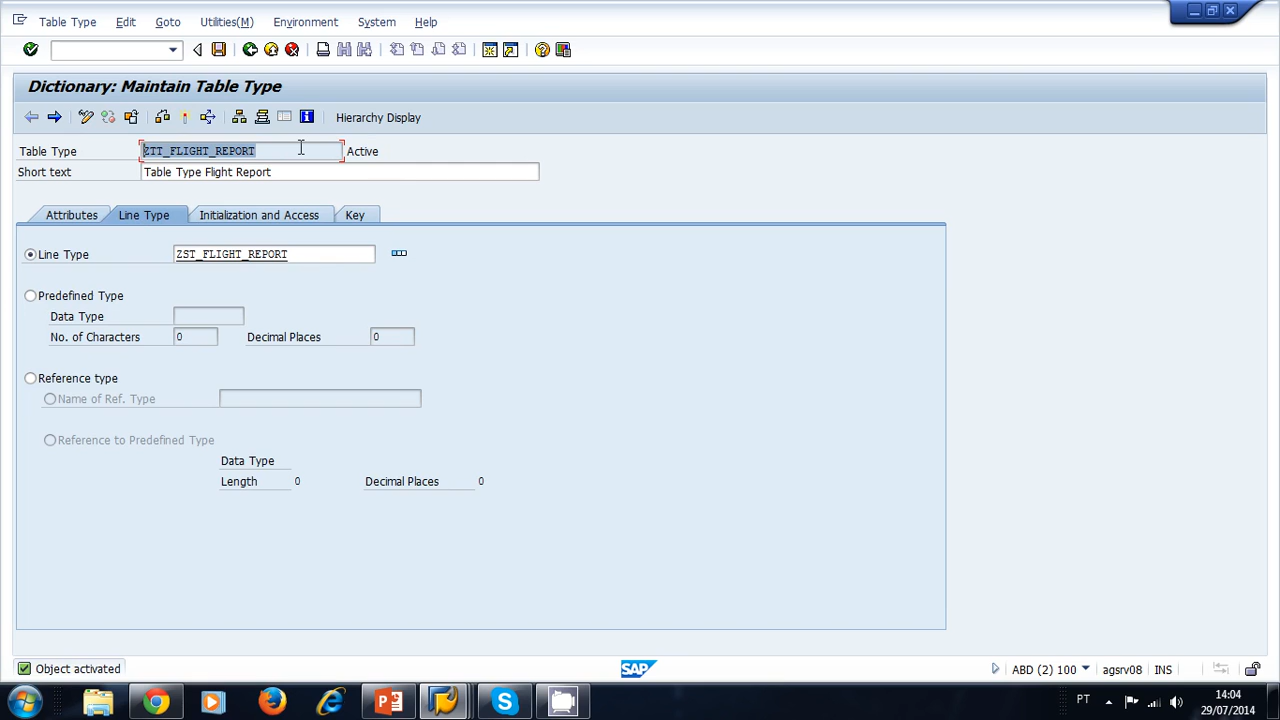 Table Type Edit Goto Utilities(M) Environment System Help
Dictionary: Maintain Table Type
Hierarchy Display
Table Type ZTT_FLIGHT_REPORT Active
Short text Table Type Flight Report
Attributes Line Type Initialization and Access Key
Line Type ZST_FLIGHT_REPORT
Predefined Type
Data Type
No. of Characters 0 Decimal Places 0
Reference type
Name of Ref. Type
Reference to Predefined Type
Data Type
Length 0 Decimal Places 0
Object activated SAP ABD (2) 100 agsrv08 INS
PT 14:04
29/07/2014